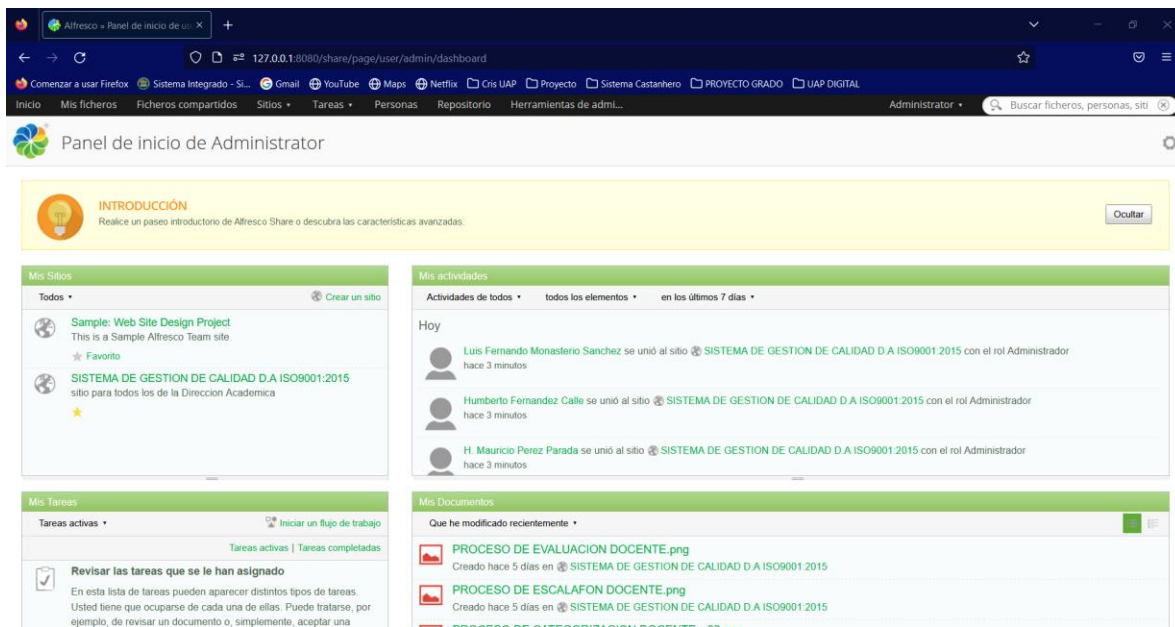 Alfresco » Panel de inicio de us
127.0.0.1:8080/share/page/user/admin/dashboard
Comenzar a usar Firefox Sistema Integrado - Si... Gmail YouTube Maps Netfliix Cris UAP Proyecto Sistema Castanhero PROYECTO GRADO UAP DIGITAL
Inicio Mis ficheros Ficheros compartidos Sitios Tareas Personas Repositorio Herramientas de admi... Administrator Buscar ficheros, personas, siti
Panel de inicio de Administrator
INTRODUCCIÓN
Realice un paseo introductorio de Alfresco Share o descubra las características avanzadas.
Ocultar
Mis Sitios
Todos Crear un sitio
Sample: Web Site Design Project
This is a Sample Alfresco Team site.
Favorito
SISTEMA DE GESTION DE CALIDAD D.A ISO9001:2015
sitio para todos los de la Direccion Academica
Mis actividades
Actividades de todos todos los elementos en los últimos 7 días
Hoy
Luis Fernando Monasterio Sanchez se unió al sitio SISTEMA DE GESTION DE CALIDAD D.A ISO9001:2015 con el rol Administrador
hace 3 minutos
Humberto Fernandez Calle se unió al sitio SISTEMA DE GESTION DE CALIDAD D.A ISO9001:2015 con el rol Administrador
hace 3 minutos
H. Mauricio Perez Parada se unió al sitio SISTEMA DE GESTION DE CALIDAD D.A ISO9001:2015 con el rol Administrador
hace 3 minutos
Mis Tareas
Tareas activas Iniciar un flujo de trabajo
Tareas activas | Tareas completadas
Revisar las tareas que se le han asignado
En esta lista de tareas pueden aparecer distintos tipos de tareas.
Usted tiene que ocuparse de cada una de ellas. Puede tratarse, por
ejemplo, de revisar un documento o, simplemente, aceptar una
Mis Documentos
Que he modificado recientemente
PROCESO DE EVALUACION DOCENTE.png
Creado hace 5 días en SISTEMA DE GESTION DE CALIDAD D.A ISO9001:2015
PROCESO DE ESCALAFON DOCENTE.png
Creado hace 5 días en SISTEMA DE GESTION DE CALIDAD D.A ISO9001:2015